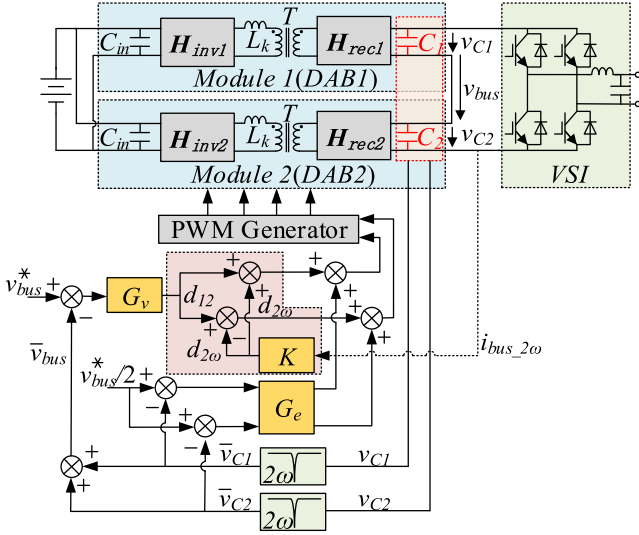 C_in H_inv1 L_k T H_rec1 C_1 v_C1
Module 1(DAB1)
v_bus
C_in H_inv2 L_k T H_rec2 C_2 v_C2
Module 2(DAB2)
VSI
PWM Generator
v*_bus + − G_v d_12 + + + +
d_2ω + − + +
d_2ω K i_bus_2ω
v̄_bus
v*_bus/2 + − G_e
+ −
+ + v̄_C1 2ω v_C1
v̄_C2 2ω v_C2